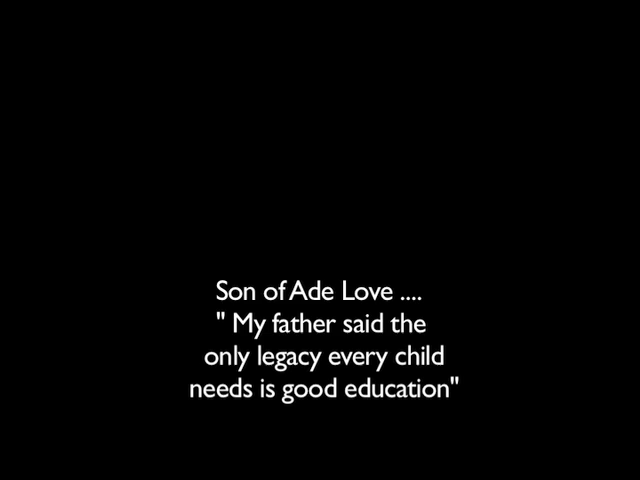 Son of Ade Love ....
" My father said the
only legacy every child
needs is good education"